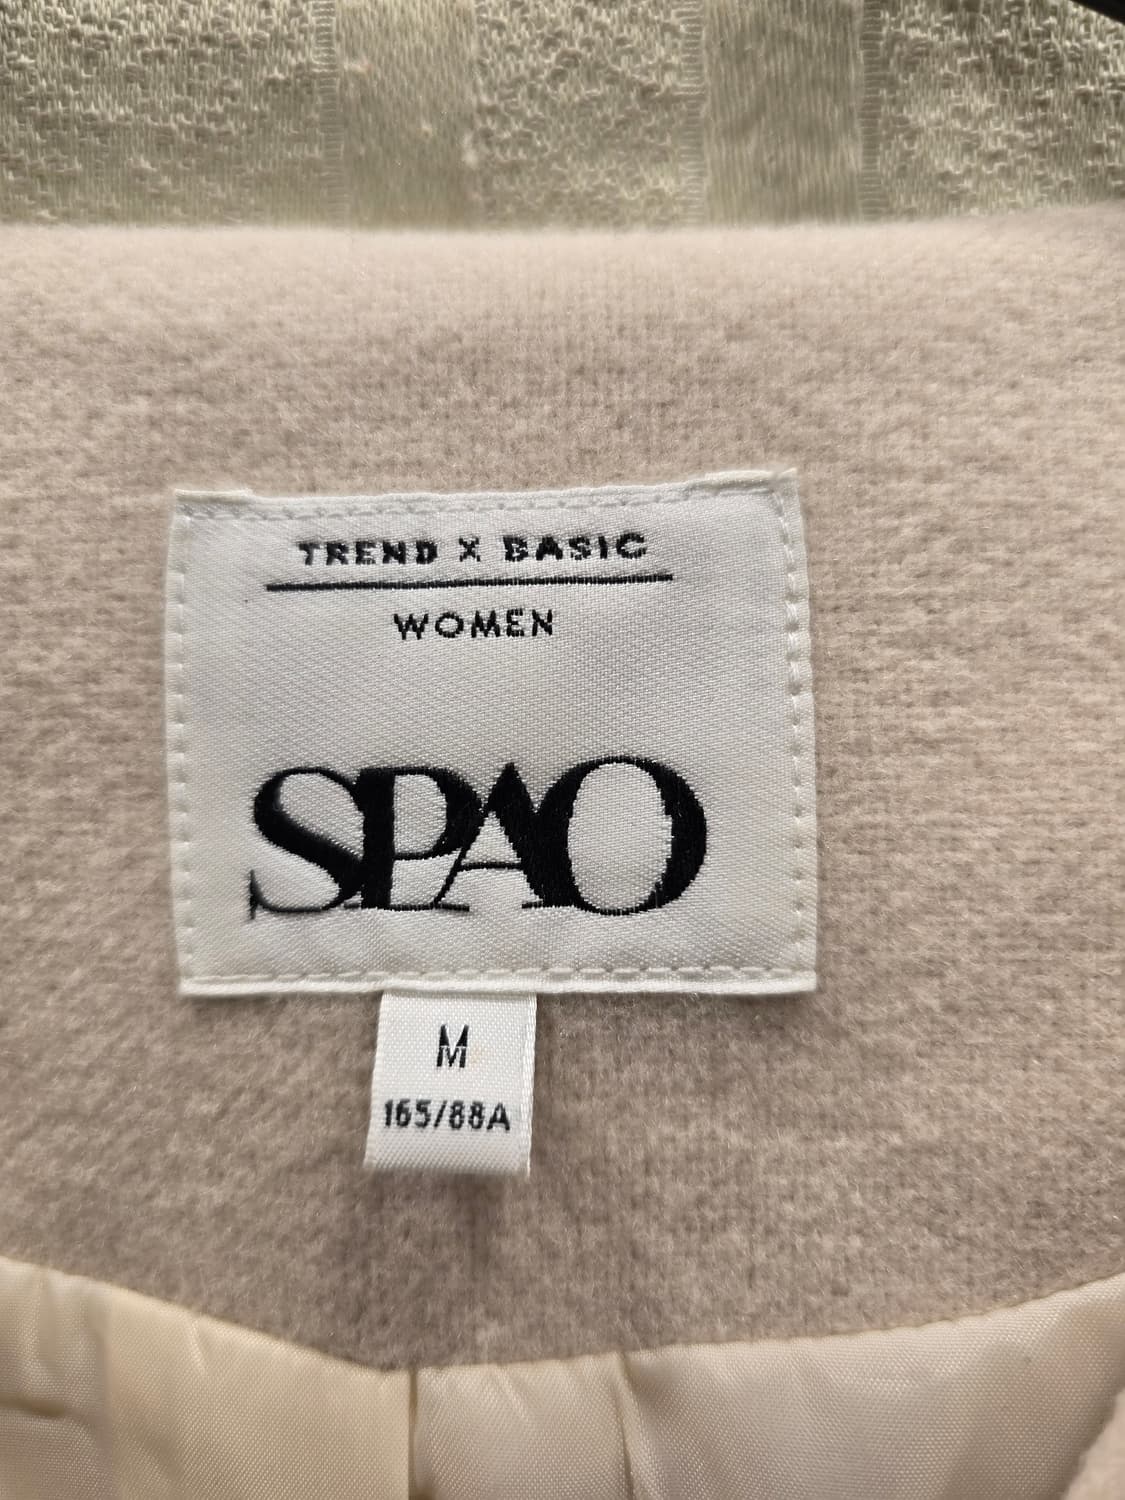 TREND X BASIC
WOMEN
SPAO
M
165/88A